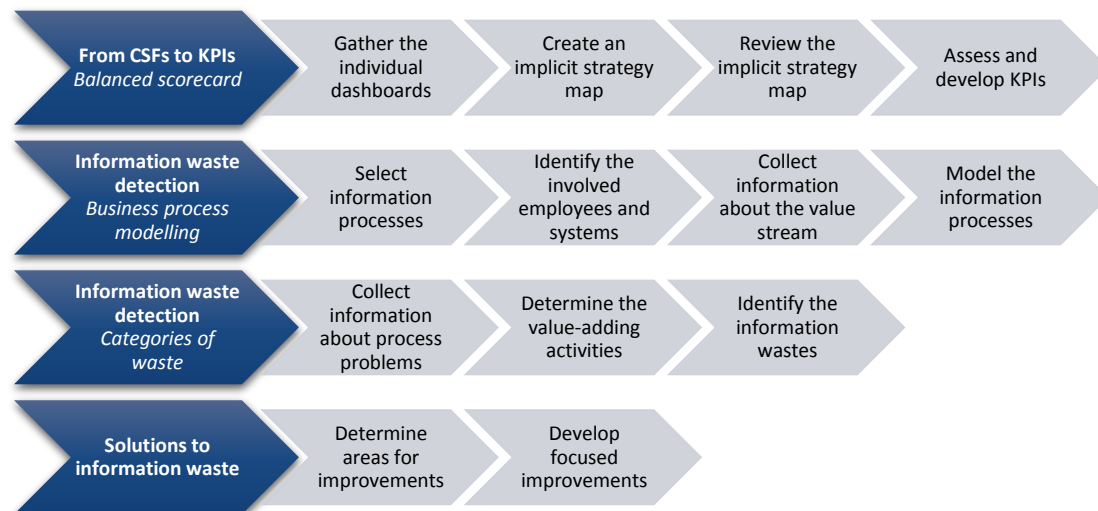 From CSFs to KPIs
Balanced scorecard
Gather the
individual
dashboards
Create an
implicit strategy
map
Review the
implicit strategy
map
Assess and
develop KPIs
Information waste
detection
Business process
modelling
Select
information
processes
Identify the
involved
employees and
systems
Collect
information
about the value
stream
Model the
information
processes
Information waste
detection
Categories of
waste
Collect
information
about process
problems
Determine the
value-adding
activities
Identify the
information
wastes
Solutions to
information waste
Determine
areas for
improvements
Develop
focused
improvements